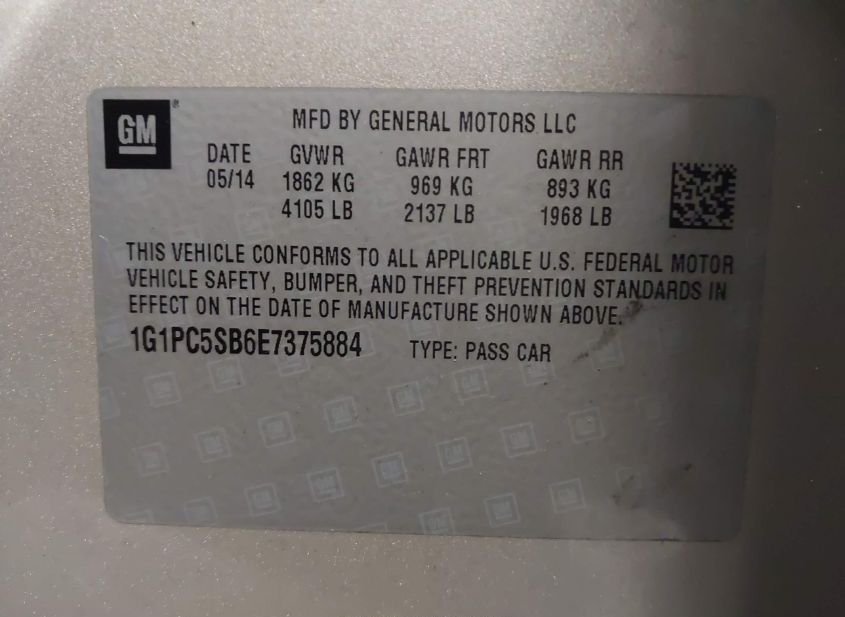 GM ®
MFD BY GENERAL MOTORS LLC
DATE GVWR GAWR FRT GAWR RR
05/14 1862 KG 969 KG 893 KG
4105 LB 2137 LB 1968 LB
THIS VEHICLE CONFORMS TO ALL APPLICABLE U.S. FEDERAL MOTOR
VEHICLE SAFETY, BUMPER, AND THEFT PREVENTION STANDARDS IN
EFFECT ON THE DATE OF MANUFACTURE SHOWN ABOVE.
1G1PC5SB6E7375884 TYPE: PASS CAR